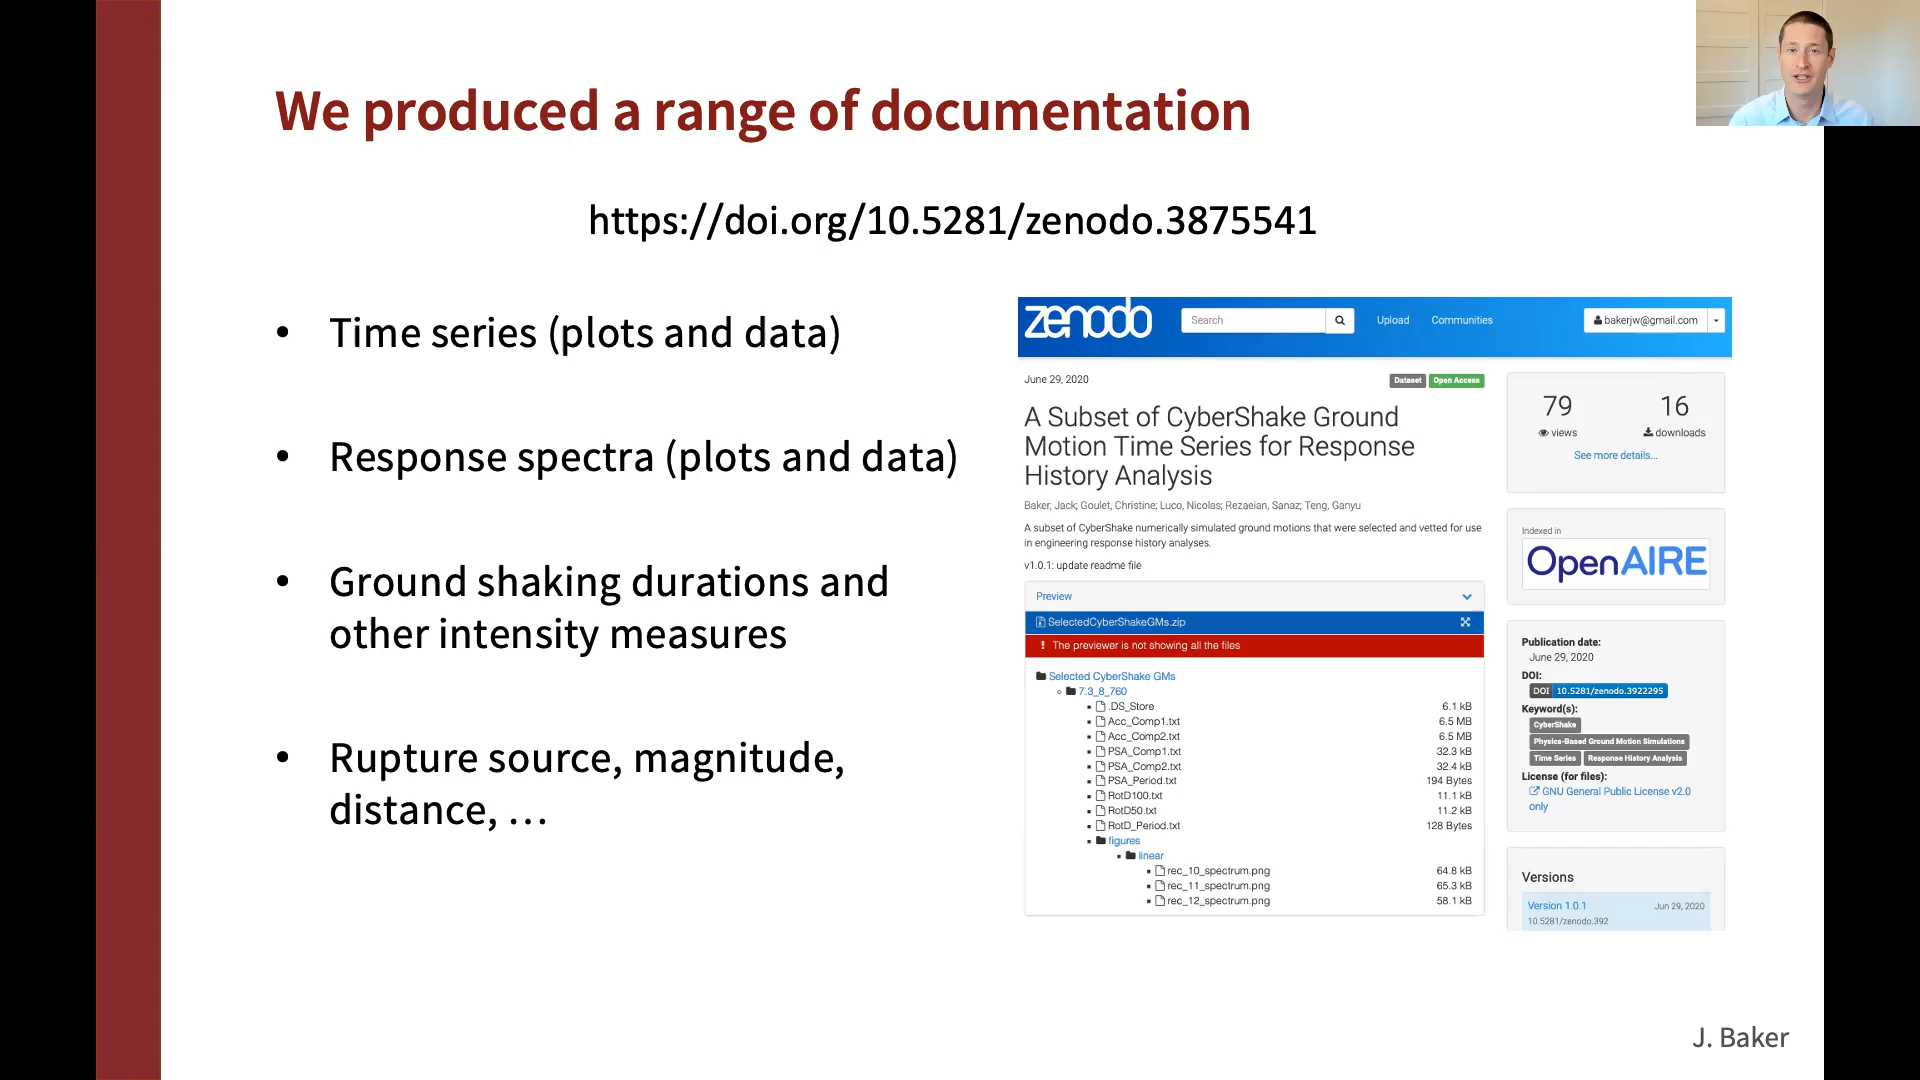 We produced a range of documentation
https://doi.org/10.5281/zenodo.3875541
• Time series (plots and data)
• Response spectra (plots and data)
• Ground shaking durations and
other intensity measures
• Rupture source, magnitude,
distance, …
zenodo
Search
Upload
Communities
bakerjw@gmail.com
June 29, 2020
Dataset
Open Access
A Subset of CyberShake Ground
Motion Time Series for Response
History Analysis
Baker, Jack; Goulet, Christine; Luco, Nicolas; Rezaeian, Sanaz; Teng, Ganyu
A subset of CyberShake numerically simulated ground motions that were selected and vetted for use
in engineering response history analyses.
v1.0.1: update readme file
Preview
SelectedCyberShakeGMs.zip
! The previewer is not showing all the files
Selected CyberShake GMs
7.3_8_760
.DS_Store 6.1 kB
Acc_Comp1.txt 6.5 MB
Acc_Comp2.txt 6.5 MB
PSA_Comp1.txt 32.3 kB
PSA_Comp2.txt 32.4 kB
PSA_Period.txt 194 Bytes
RotD100.txt 11.1 kB
RotD50.txt 11.2 kB
RotD_Period.txt 128 Bytes
figures
linear
rec_10_spectrum.png 64.8 kB
rec_11_spectrum.png 65.3 kB
rec_12_spectrum.png 58.1 kB
79 16
views downloads
See more details...
Indexed in
OpenAIRE
Publication date:
June 29, 2020
DOI:
DOI 10.5281/zenodo.3922295
Keyword(s):
CyberShake
Physics-Based Ground Motion Simulations
Time Series Response History Analysis
License (for files):
GNU General Public License v2.0
only
Versions
Version 1.0.1 Jun 29, 2020
10.5281/zenodo.392
J. Baker